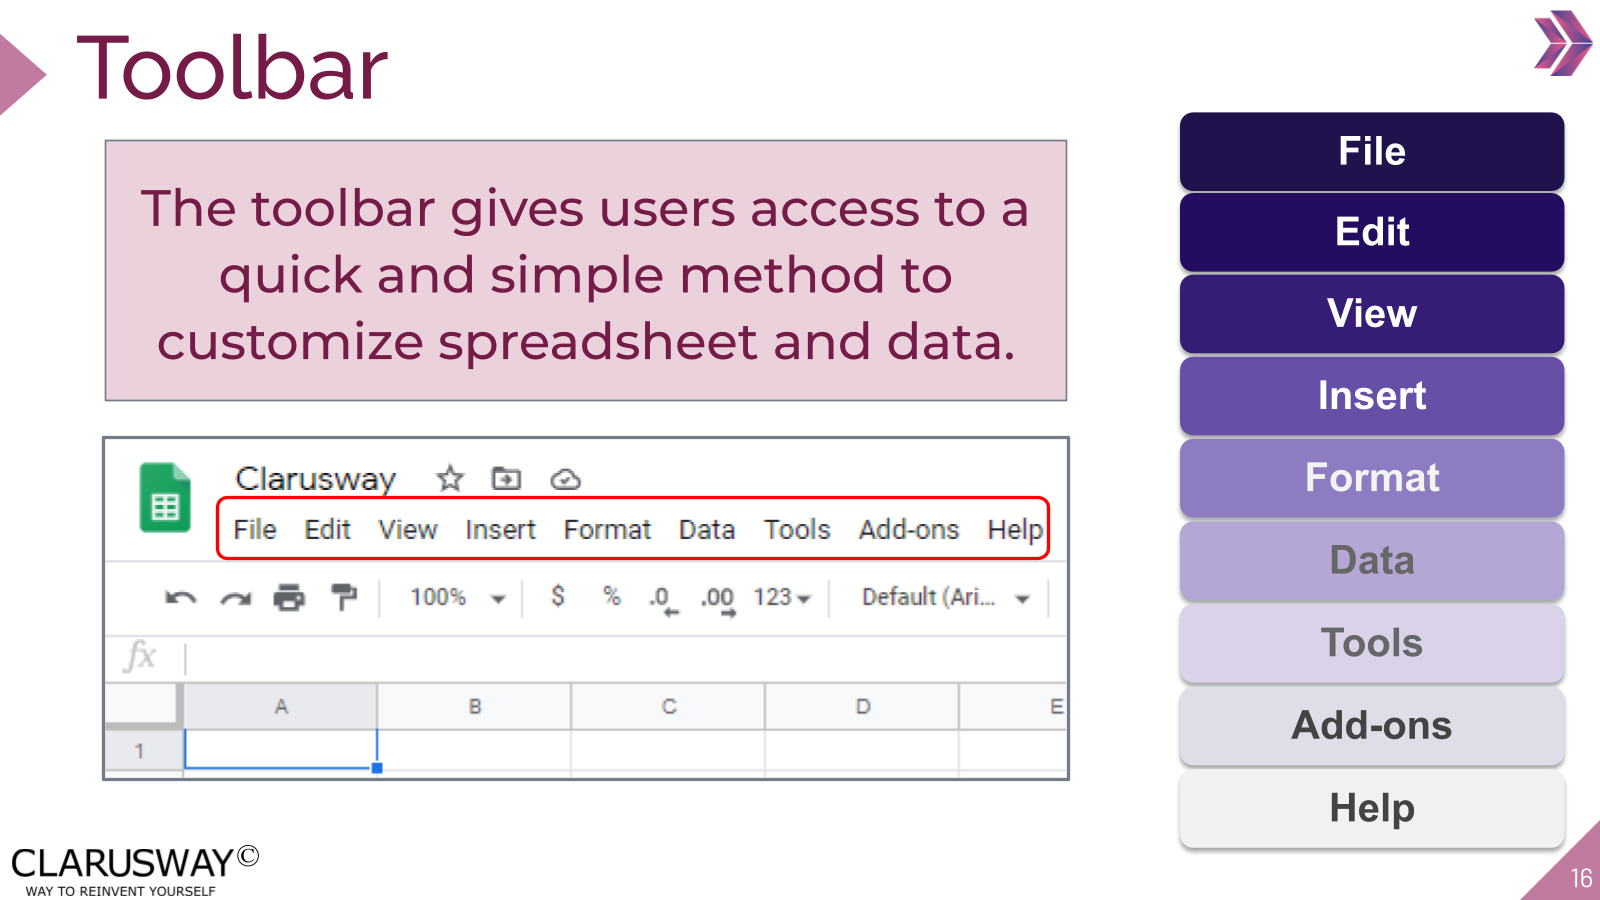 Toolbar
The toolbar gives users access to a
quick and simple method to
customize spreadsheet and data.
Clarusway
File Edit View Insert Format Data Tools Add-ons Help
100% $ % .0 .00 123 Default (Ari...
fx
A B C D E
1
File
Edit
View
Insert
Format
Data
Tools
Add-ons
Help
CLARUSWAY©
WAY TO REINVENT YOURSELF
16